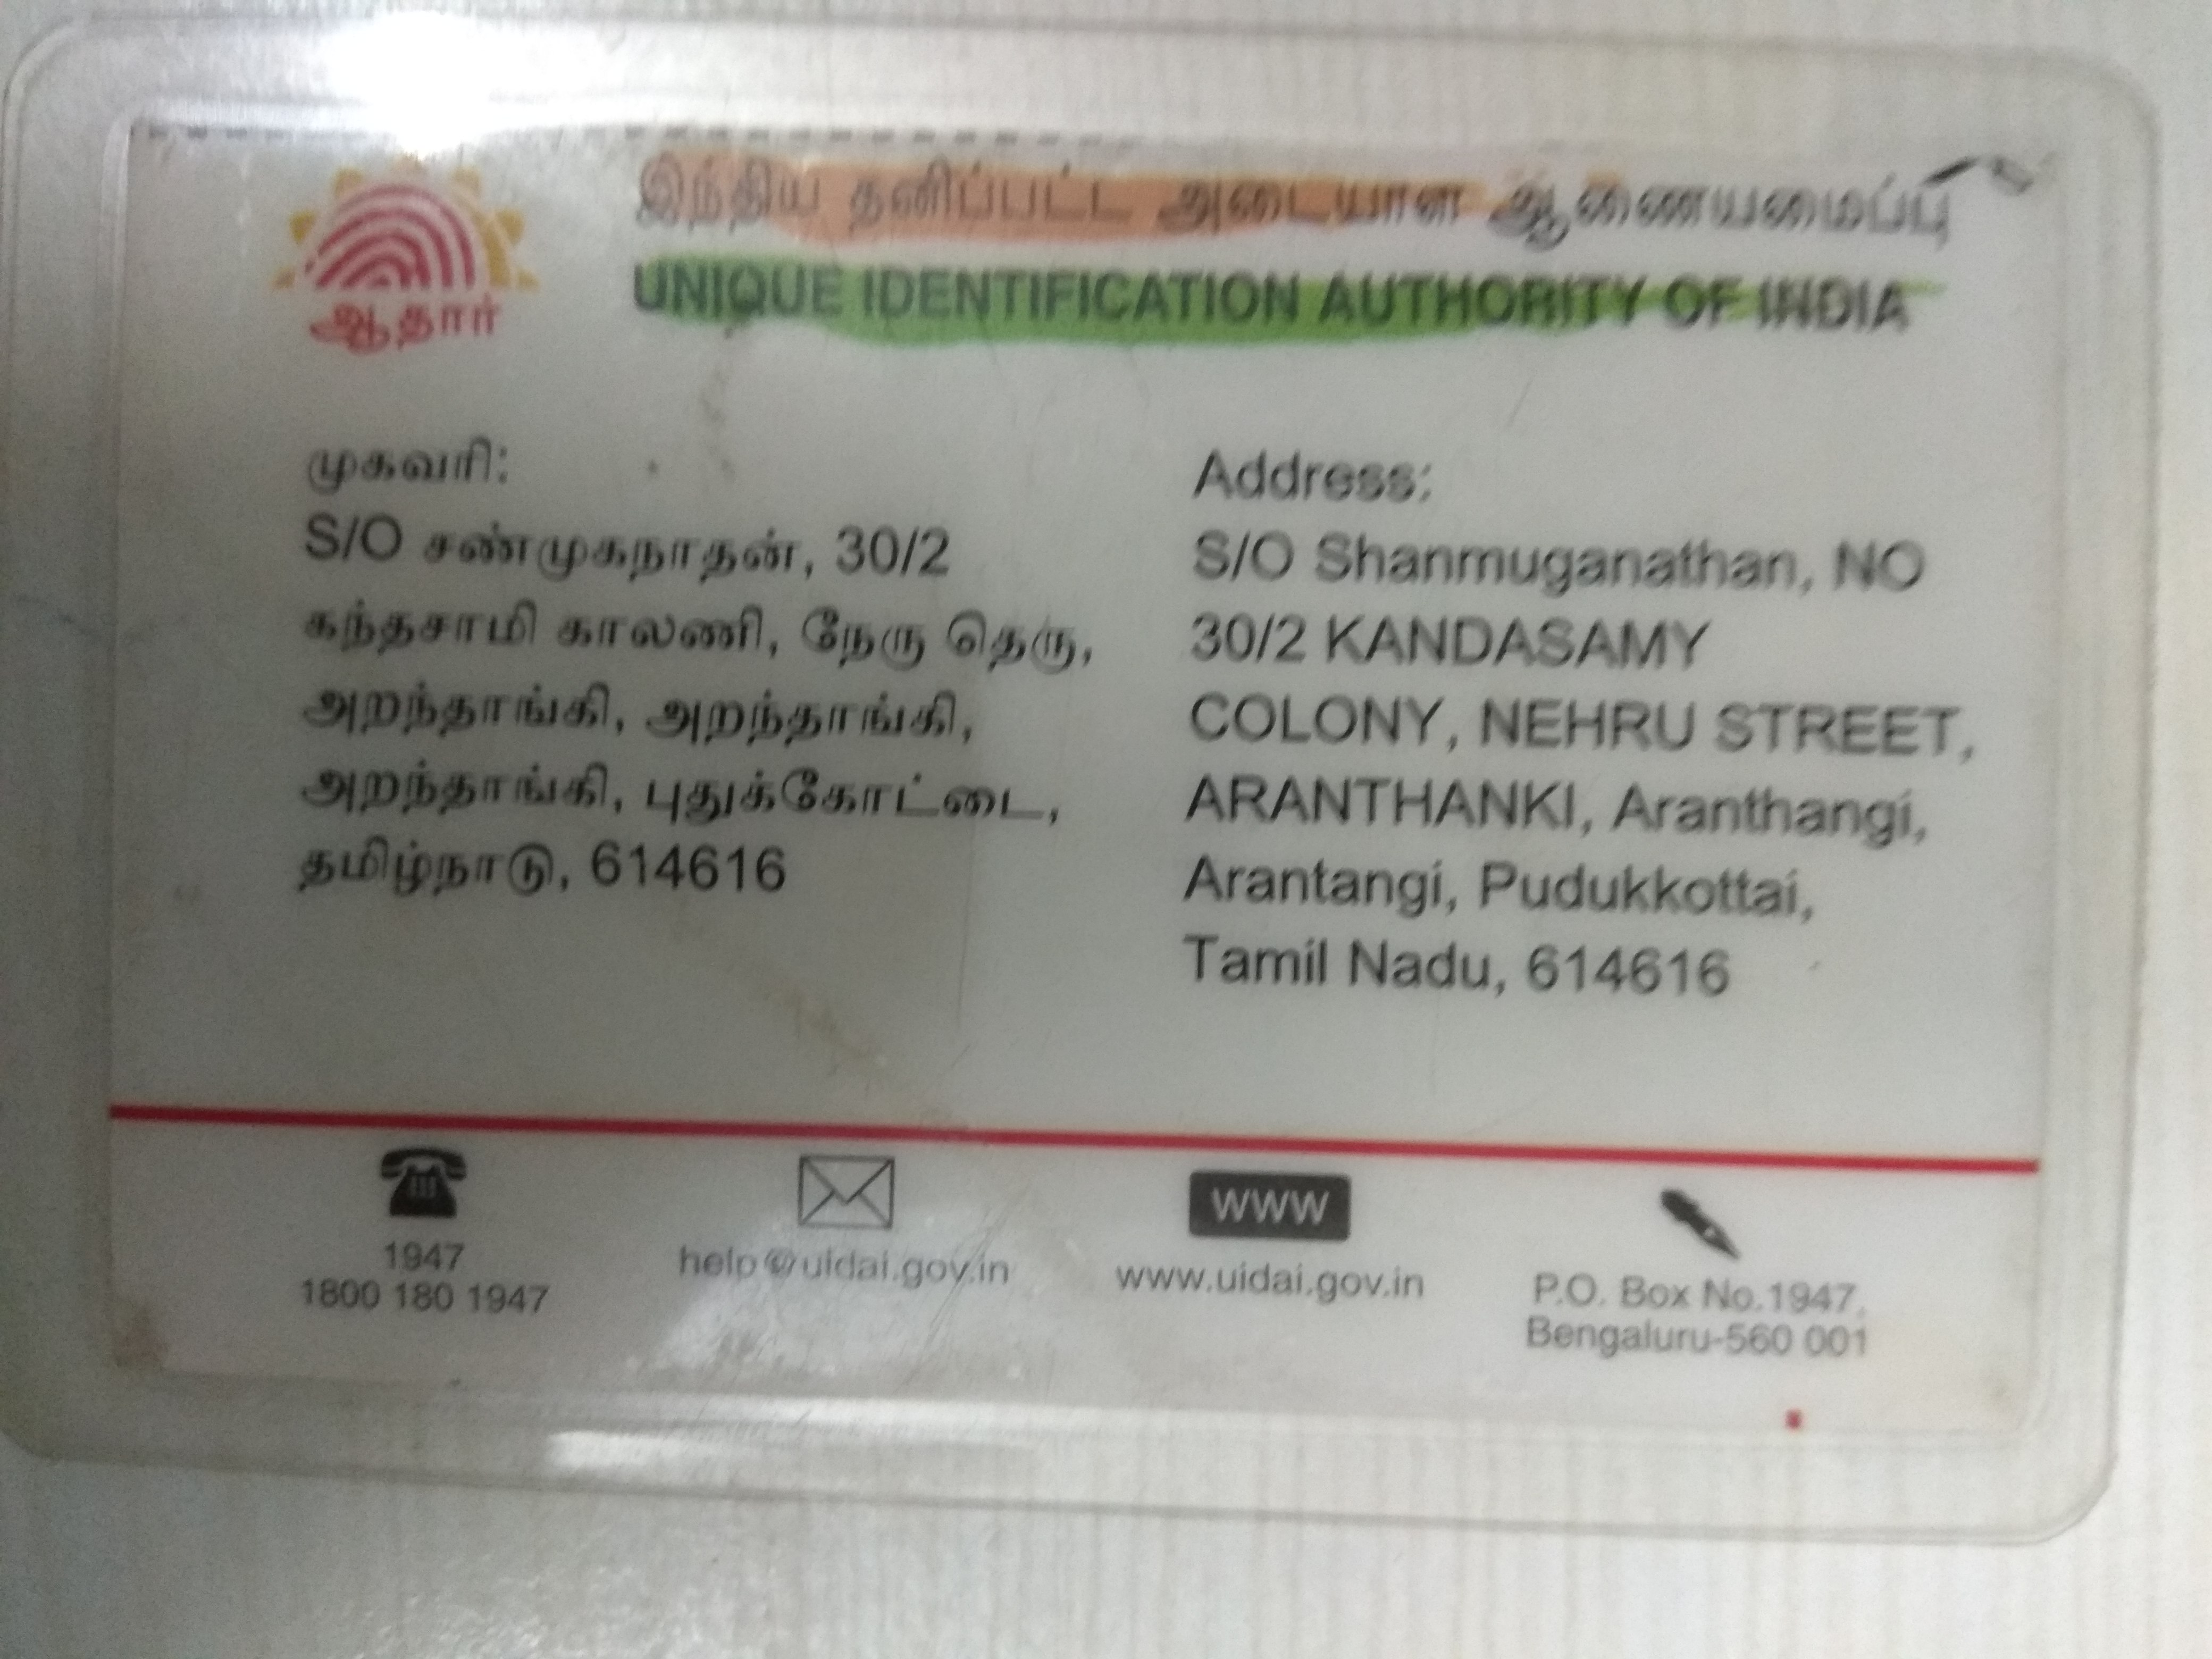 இந்திய தனிப்பட்ட அடையாள ஆணையமைப்பு
UNIQUE IDENTIFICATION AUTHORITY OF INDIA
ஆதார்
முகவரி:
S/O சண்முகநாதன், 30/2
கந்தசாமி காலணி, நேரு தெரு,
அறந்தாங்கி, அறந்தாங்கி,
அறந்தாங்கி, புதுக்கோட்டை,
தமிழ்நாடு, 614616
Address:
S/O Shanmuganathan, NO
30/2 KANDASAMY
COLONY, NEHRU STREET,
ARANTHANKI, Aranthangi,
Arantangi, Pudukkottai,
Tamil Nadu, 614616
1947
1800 180 1947
help@uidai.gov.in
WWW
www.uidai.gov.in
P.O. Box No.1947,
Bengaluru-560 001